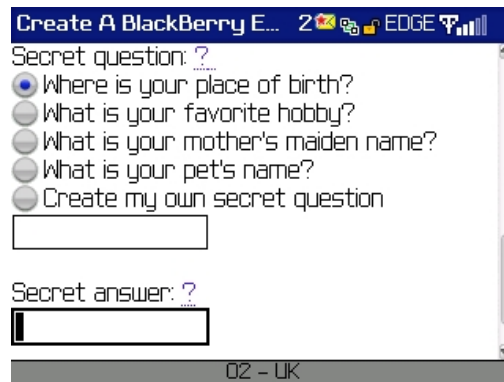 Create A BlackBerry E... 2 EDGE
Secret question: ?
Where is your place of birth?
What is your favorite hobby?
What is your mother's maiden name?
What is your pet's name?
Create my own secret question
Secret answer: ?
O2 - UK